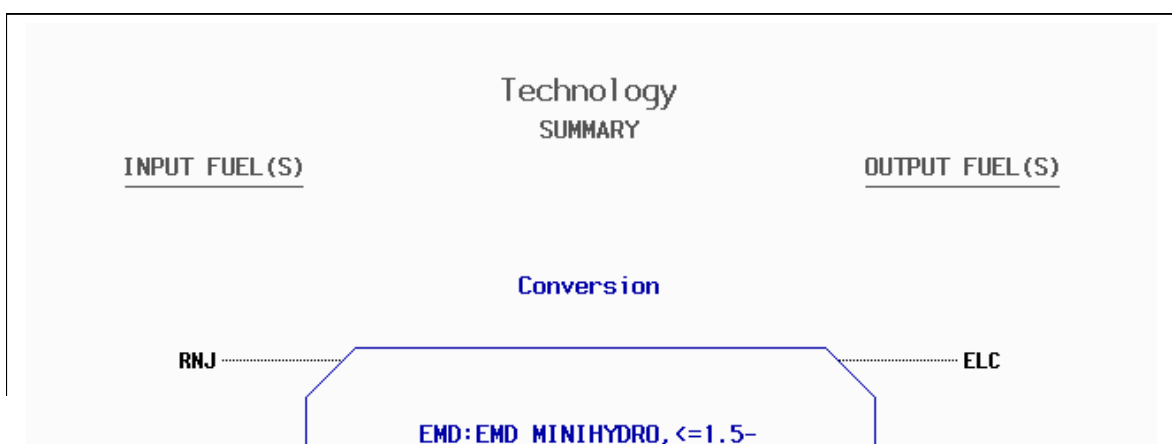 Technology
SUMMARY
INPUT FUEL(S) OUTPUT FUEL(S)
Conversion
RNJ ELC
EMD:EMD MINIHYDRO,<=1.5-